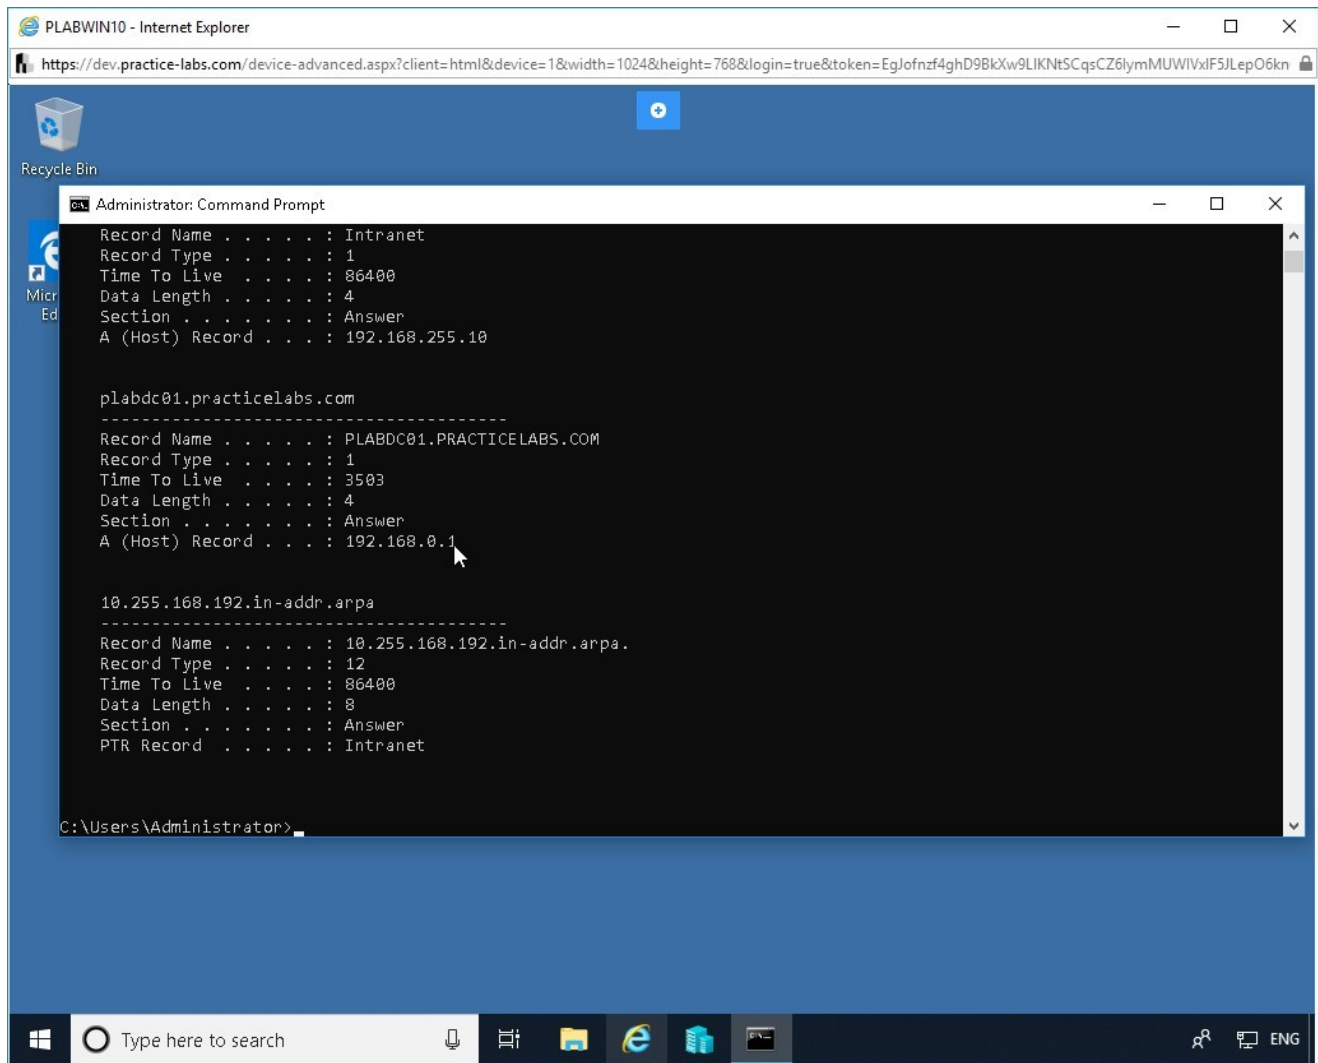 PLABWIN10 - Internet Explorer
https://dev.practice-labs.com/device-advanced.aspx?client=html&device=1&width=1024&height=768&login=true&token=
Recycle Bin
Administrator: Command Prompt
Micr
Ed
Record Name . . . . . : Intranet
Record Type . . . . . : 1
Time To Live  . . . . : 86400
Data Length . . . . . : 4
Section . . . . . . . : Answer
A (Host) Record . . . : 192.168.255.10
plabdc01.practicelabs.com
----------------------------------------
Record Name . . . . . : PLABDC01.PRACTICELABS.COM
Record Type . . . . . : 1
Time To Live  . . . . : 3503
Data Length . . . . . : 4
Section . . . . . . . : Answer
A (Host) Record . . . : 192.168.0.1
10.255.168.192.in-addr.arpa
----------------------------------------
Record Name . . . . . : 10.255.168.192.in-addr.arpa.
Record Type . . . . . : 12
Time To Live  . . . . : 86400
Data Length . . . . . : 8
Section . . . . . . . : Answer
PTR Record  . . . . . : Intranet
C:\Users\Administrator>
Type here to search
ENG